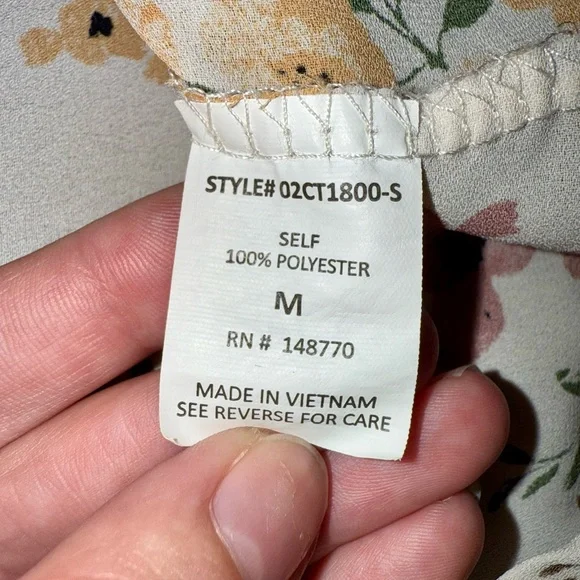 STYLE# 02CT1800-S
SELF
100% POLYESTER
M
RN # 148770
MADE IN VIETNAM
SEE REVERSE FOR CARE